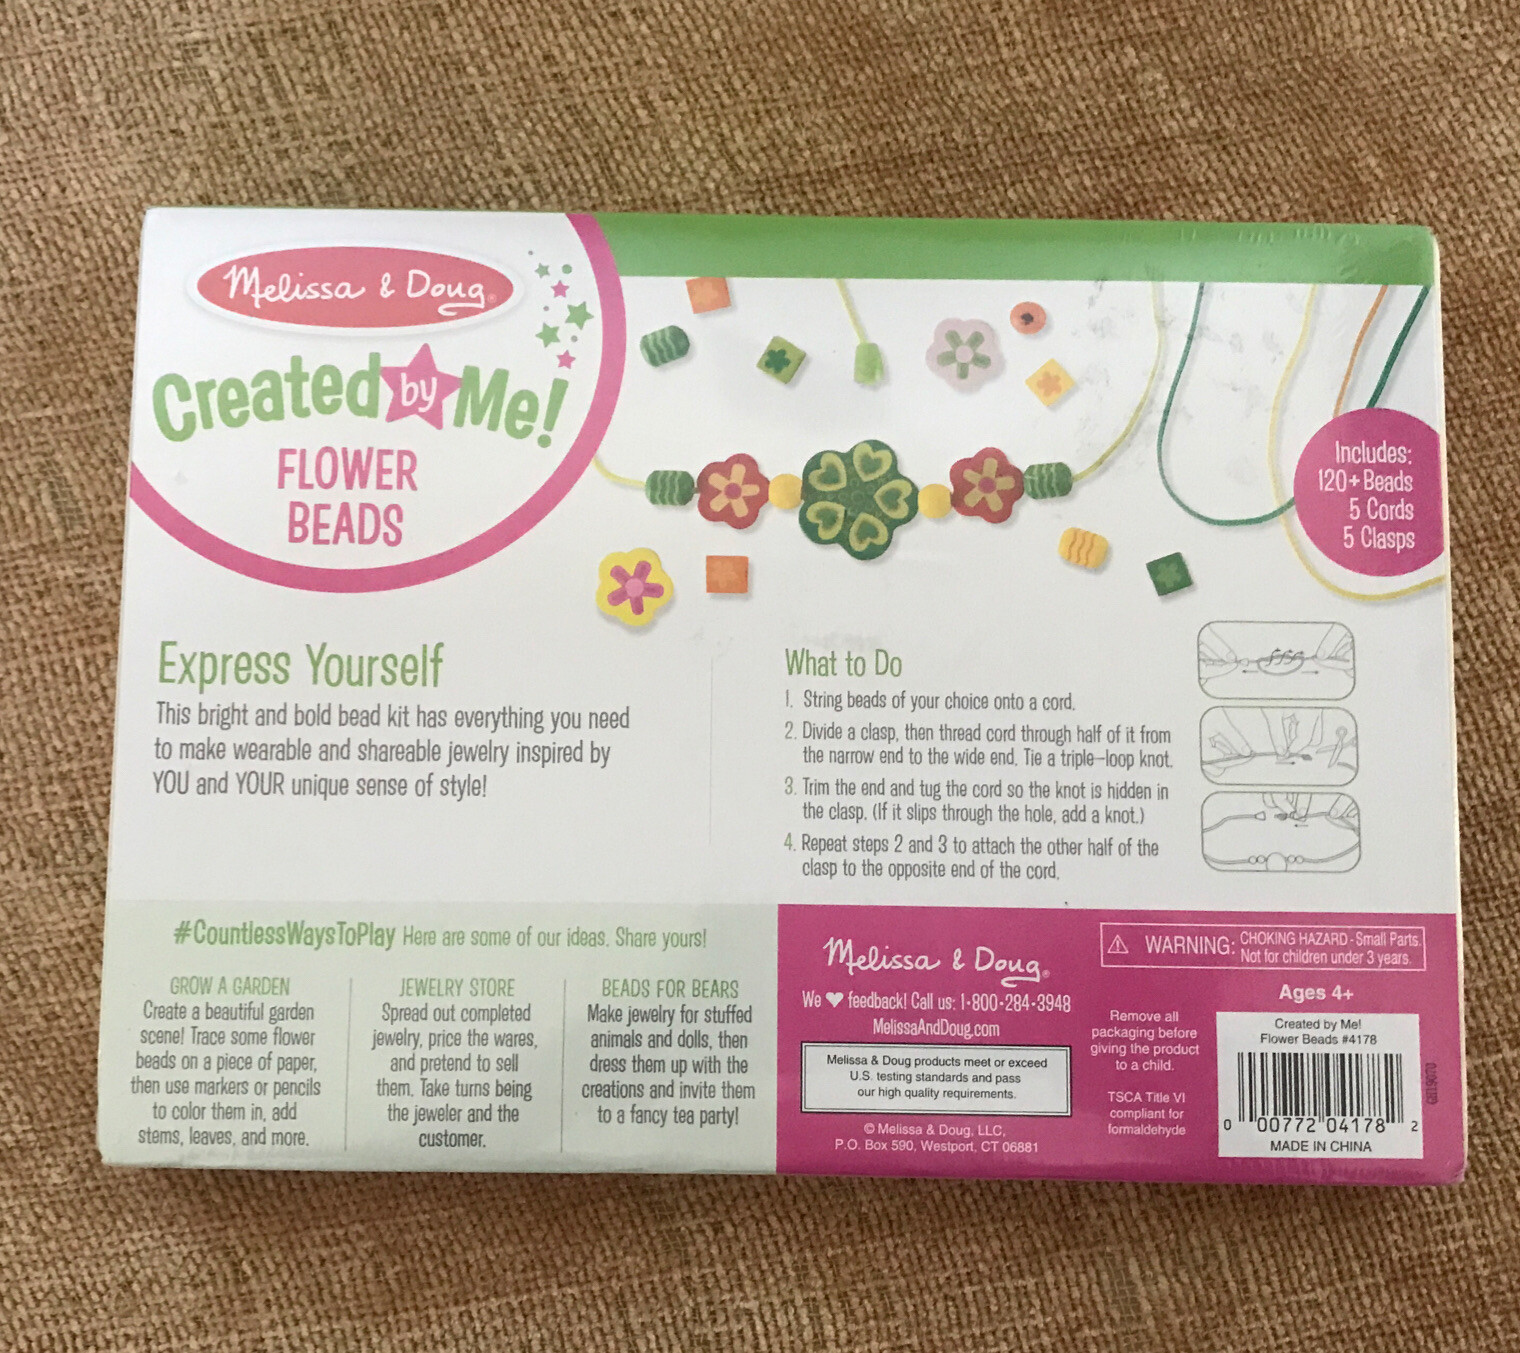 Melissa & Doug®
Created by Me!
FLOWER
BEADS
Includes:
120+ Beads
5 Cords
5 Clasps
Express Yourself
This bright and bold bead kit has everything you need
to make wearable and shareable jewelry inspired by
YOU and YOUR unique sense of style!
What to Do
1. String beads of your choice onto a cord.
2. Divide a clasp, then thread cord through half of it from
the narrow end to the wide end. Tie a triple-loop knot.
3. Trim the end and tug the cord so the knot is hidden in
the clasp. (If it slips through the hole, add a knot.)
4. Repeat steps 2 and 3 to attach the other half of the
clasp to the opposite end of the cord.
#CountlessWaysToPlay Here are some of our ideas. Share yours!
GROW A GARDEN
Create a beautiful garden
scene! Trace some flower
beads on a piece of paper,
then use markers or pencils
to color them in, add
stems, leaves, and more.
JEWELRY STORE
Spread out completed
jewelry, price the wares,
and pretend to sell
them. Take turns being
the jeweler and the
customer.
BEADS FOR BEARS
Make jewelry for stuffed
animals and dolls, then
dress them up with the
creations and invite them
to a fancy tea party!
Melissa & Doug®
We ♥ feedback! Call us: 1-800-284-3948
MelissaAndDoug.com
Melissa & Doug products meet or exceed
U.S. testing standards and pass
our high quality requirements.
© Melissa & Doug, LLC,
P.O. Box 590, Westport, CT 06881
⚠ WARNING: CHOKING HAZARD - Small Parts.
Not for children under 3 years.
Remove all
packaging before
giving the product
to a child.
TSCA Title VI
compliant for
formaldehyde
Ages 4+
Created by Me!
Flower Beads #4178
0 00772 04178 2
MADE IN CHINA